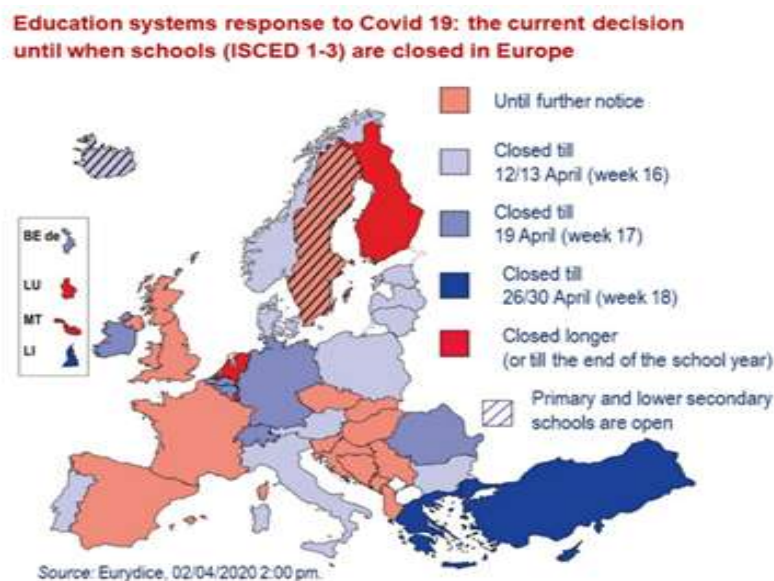 Education systems response to Covid 19: the current decision
until when schools (ISCED 1-3) are closed in Europe
Until further notice
Closed till
12/13 April (week 16)
Closed till
19 April (week 17)
Closed till
26/30 April (week 18)
Closed longer
(or till the end of the school year)
Primary and lower secondary
schools are open
BE de
LU
MT
LI
Source: Eurydice, 02/04/2020 2:00 pm.